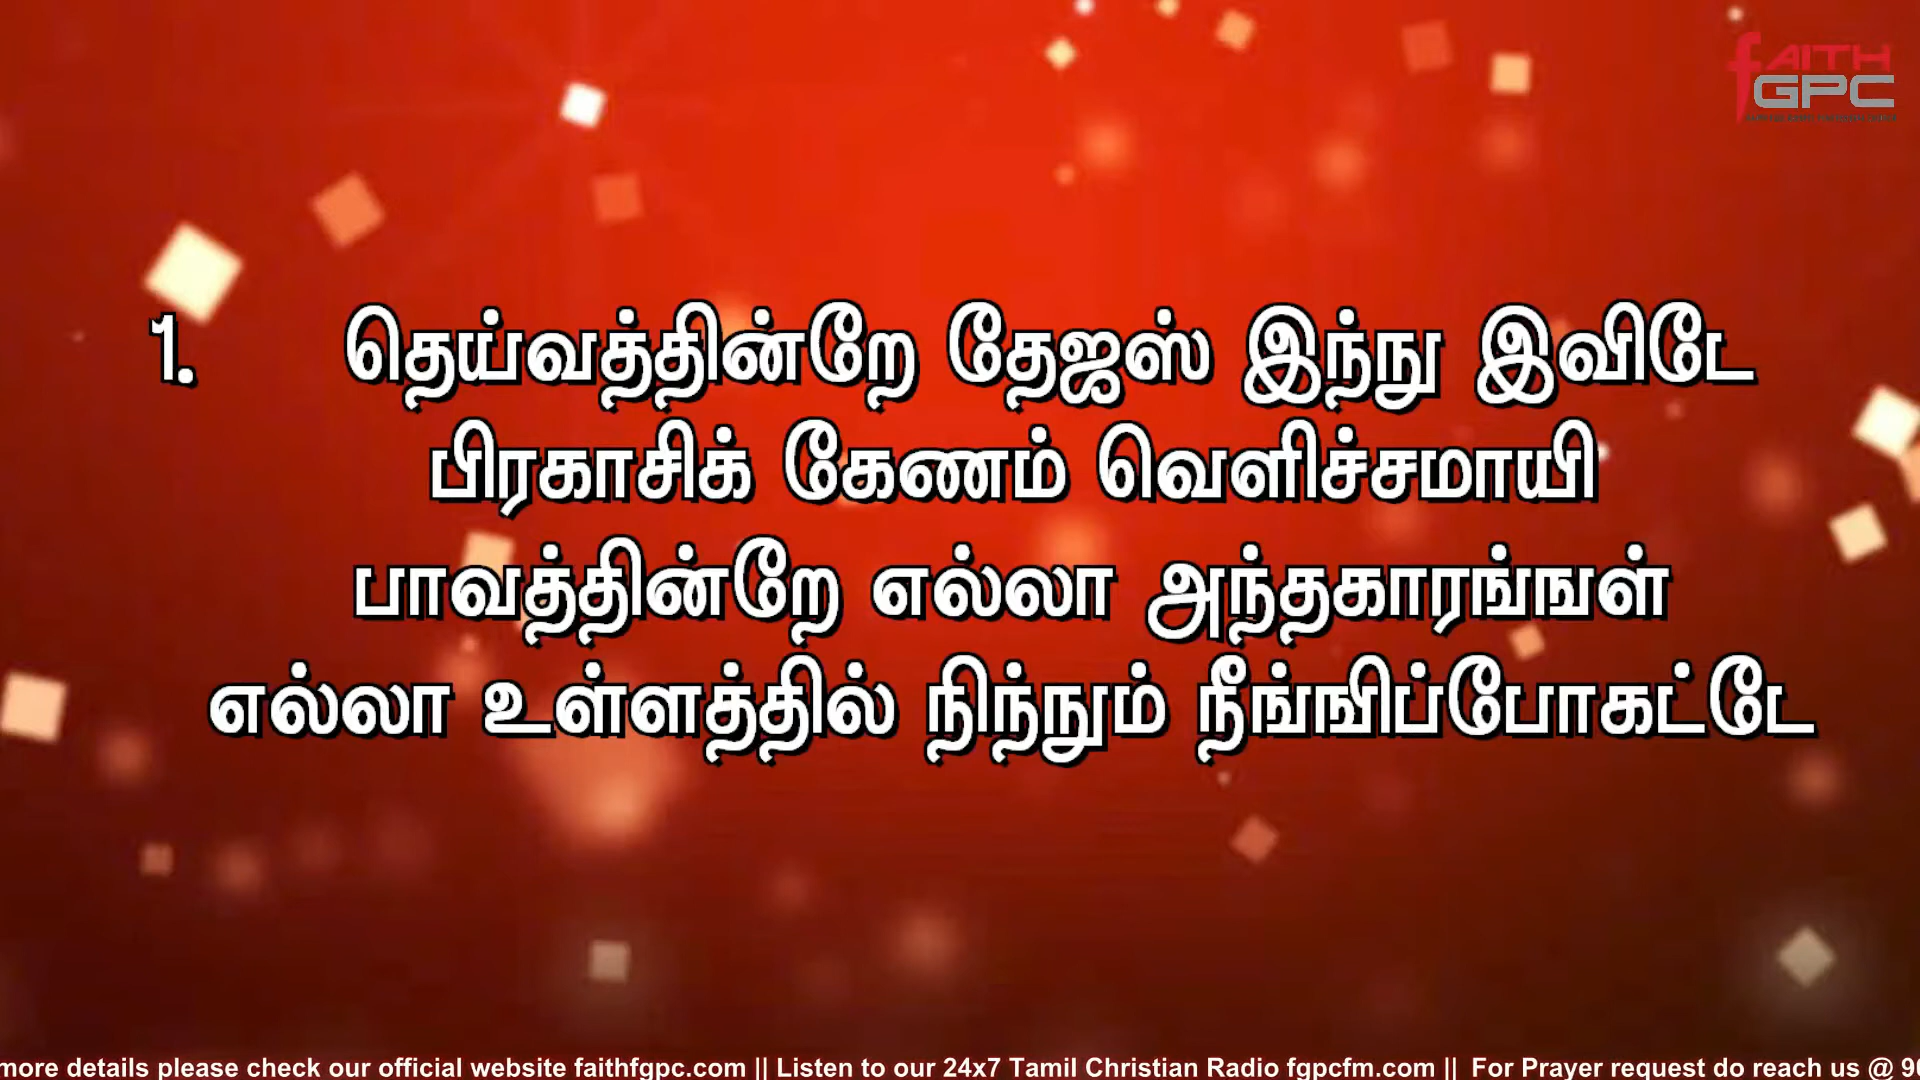 fAITH
GPC
1. தெய்வத்தின்றே தேஜஸ் இந்நு இவிடே
பிரகாசிக் கேணம் வெளிச்சமாயி
பாவத்தின்றே எல்லா அந்தகாரங்ஙள்
எல்லா உள்ளத்தில் நிந்நும் நீங்ஙிப்போகட்டே
more details please check our official website faithfgpc.com || Listen to our 24x7 Tamil Christian Radio fgpcfm.com || For Prayer request do reach us @ 90